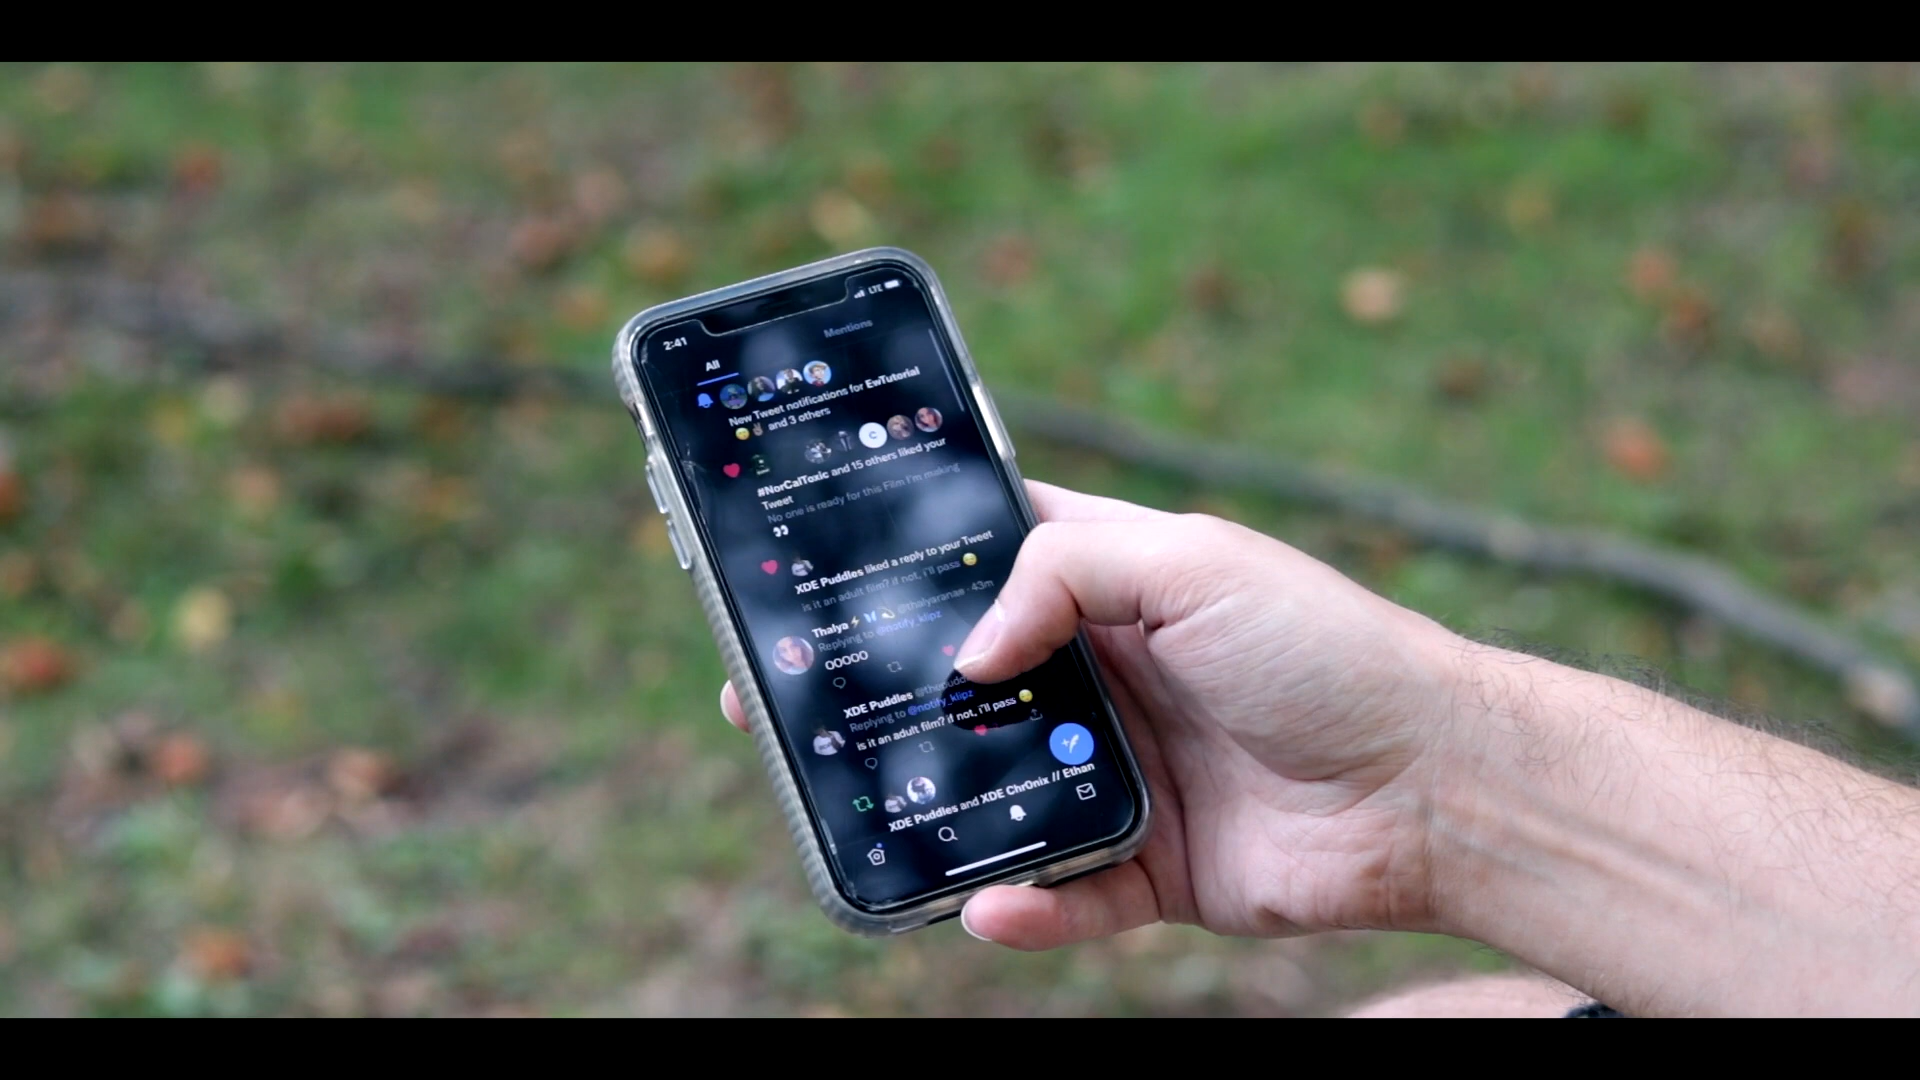 2:41
LTE
All
Mentions
New Tweet notifications for EwTutorial
and 3 others
C
#NorCalToxic and 15 others liked your
Tweet
No one is ready for this Film I'm making
XDE Puddles liked a reply to your Tweet
is it an adult film? if not, i'll pass
Thalya @thalyaranae · 43m
Replying to @notify_klipz
OOOOO
XDE Puddles @thepudd
Replying to @notify_klipz
is it an adult film? if not, i'll pass
XDE Puddles and XDE Chr0nix // Ethan